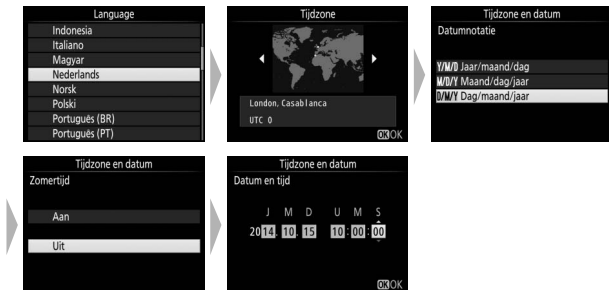 Language
Indonesia
Italiano
Magyar
Nederlands
Norsk
Polski
Português (BR)
Português (PT)
Tijdzone
London, Casablanca
UTC 0
OK OK
Tijdzone en datum
Datumnotatie
Y/M/D Jaar/maand/dag
M/D/Y Maand/dag/jaar
D/M/Y Dag/maand/jaar
Tijdzone en datum
Zomertijd
Aan
Uit
Tijdzone en datum
Datum en tijd
J M D U M S
2014. 10. 15 10:00:00
OK OK